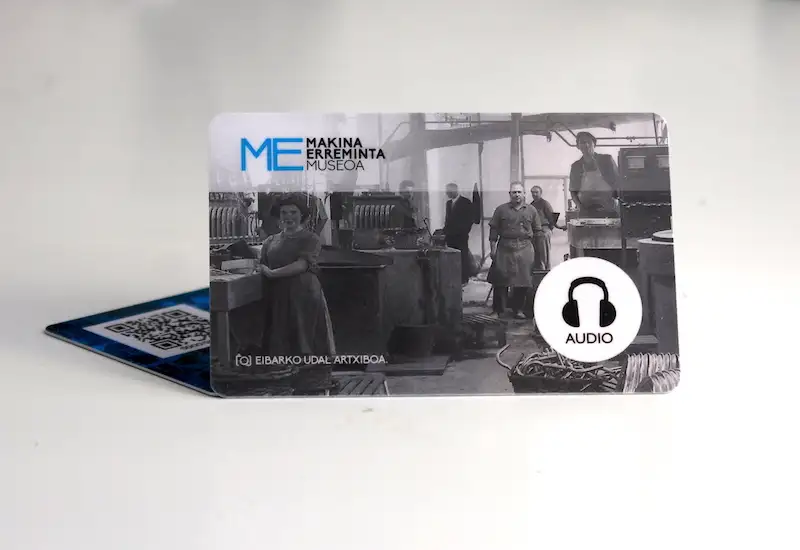 ME
MAKINA
ERREMINTA
MUSEOA
AUDIO
EIBARKO UDAL ARTXIBOA.